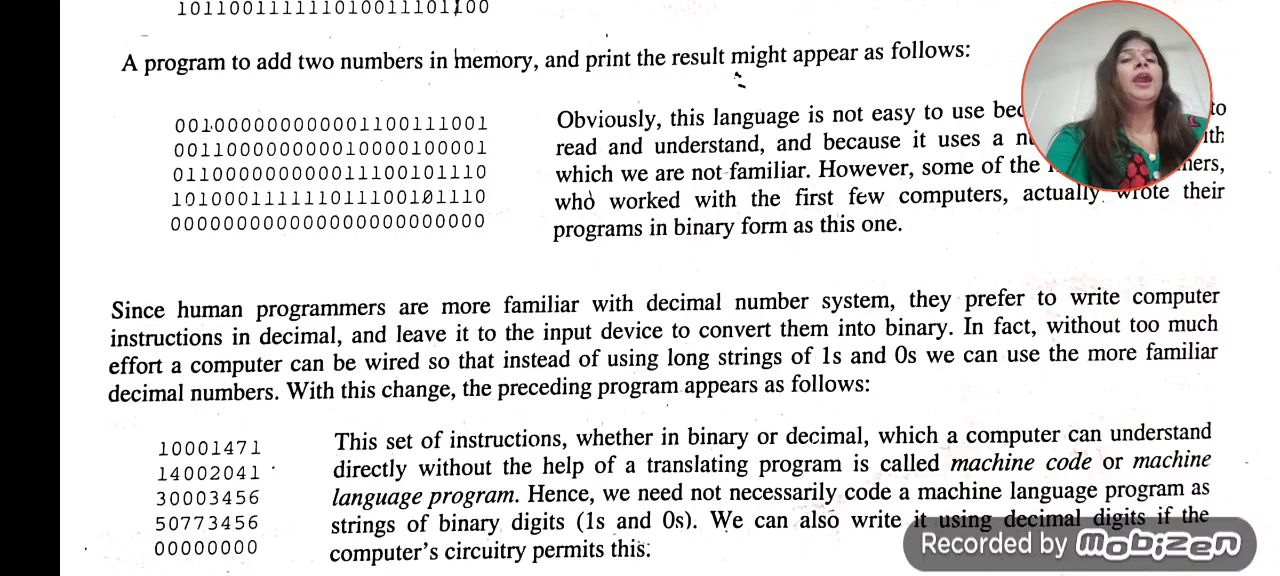 101100111111010011101100
A program to add two numbers in memory, and print the result might appear as follows:
001000000000001100111001
001100000000010000100001
011000000000011100101110
101000111111011100101110
000000000000000000000000
Obviously, this language is not easy to use to
read and understand, and because it uses a
which we are not familiar. However, some of the
who worked with the first few computers, actually wrote their
programs in binary form as this one.
Since human programmers are more familiar with decimal number system, they prefer to write computer
instructions in decimal, and leave it to the input device to convert them into binary. In fact, without too much
effort a computer can be wired so that instead of using long strings of 1s and 0s we can use the more familiar
decimal numbers. With this change, the preceding program appears as follows:
10001471
14002041
30003456
50773456
00000000
This set of instructions, whether in binary or decimal, which a computer can understand
directly without the help of a translating program is called machine code or machine
language program. Hence, we need not necessarily code a machine language program as
strings of binary digits (1s and 0s). We can also write it using decimal digits if the
computer's circuitry permits this.
Recorded by mobizen